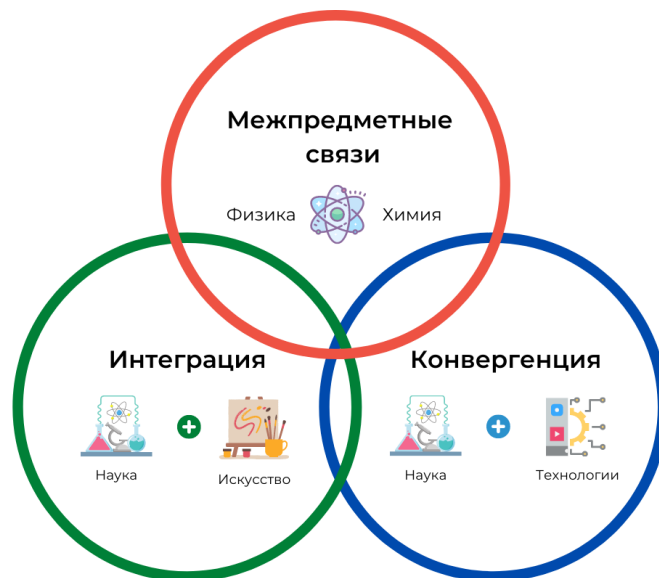 Межпредметные
связи
Физика Химия
Интеграция
Наука Искусство
Конвергенция
Наука Технологии